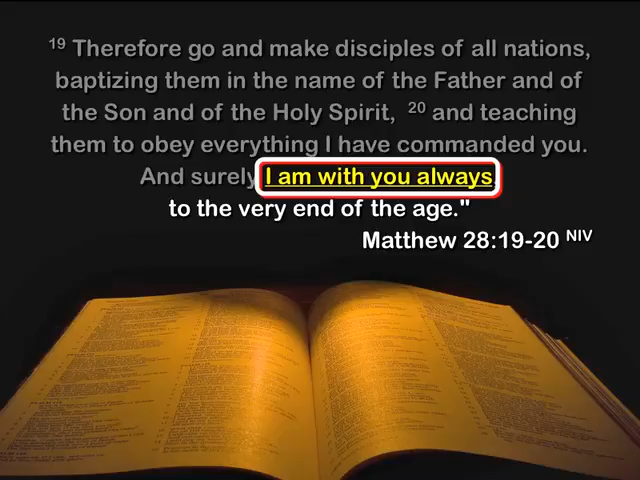 19 Therefore go and make disciples of all nations,
baptizing them in the name of the Father and of
the Son and of the Holy Spirit, 20 and teaching
them to obey everything I have commanded you.
And surely I am with you always,
to the very end of the age."
Matthew 28:19-20 NIV